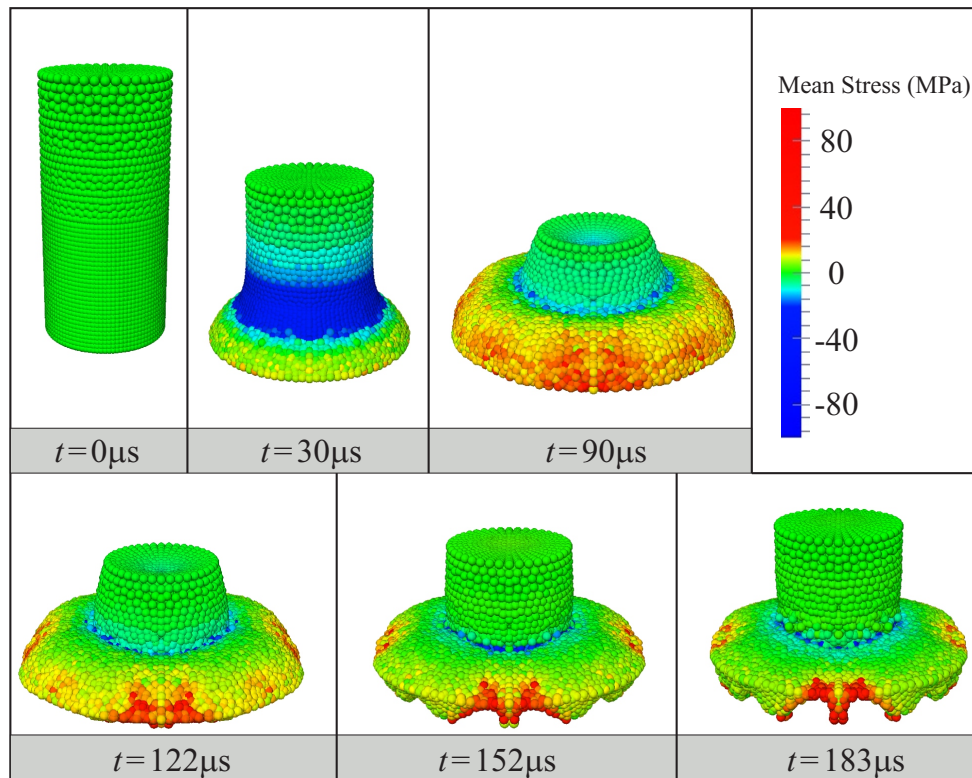 Mean Stress (MPa)
80
40
0
-40
-80
t=0μs
t=30μs
t=90μs
t=122μs
t=152μs
t=183μs